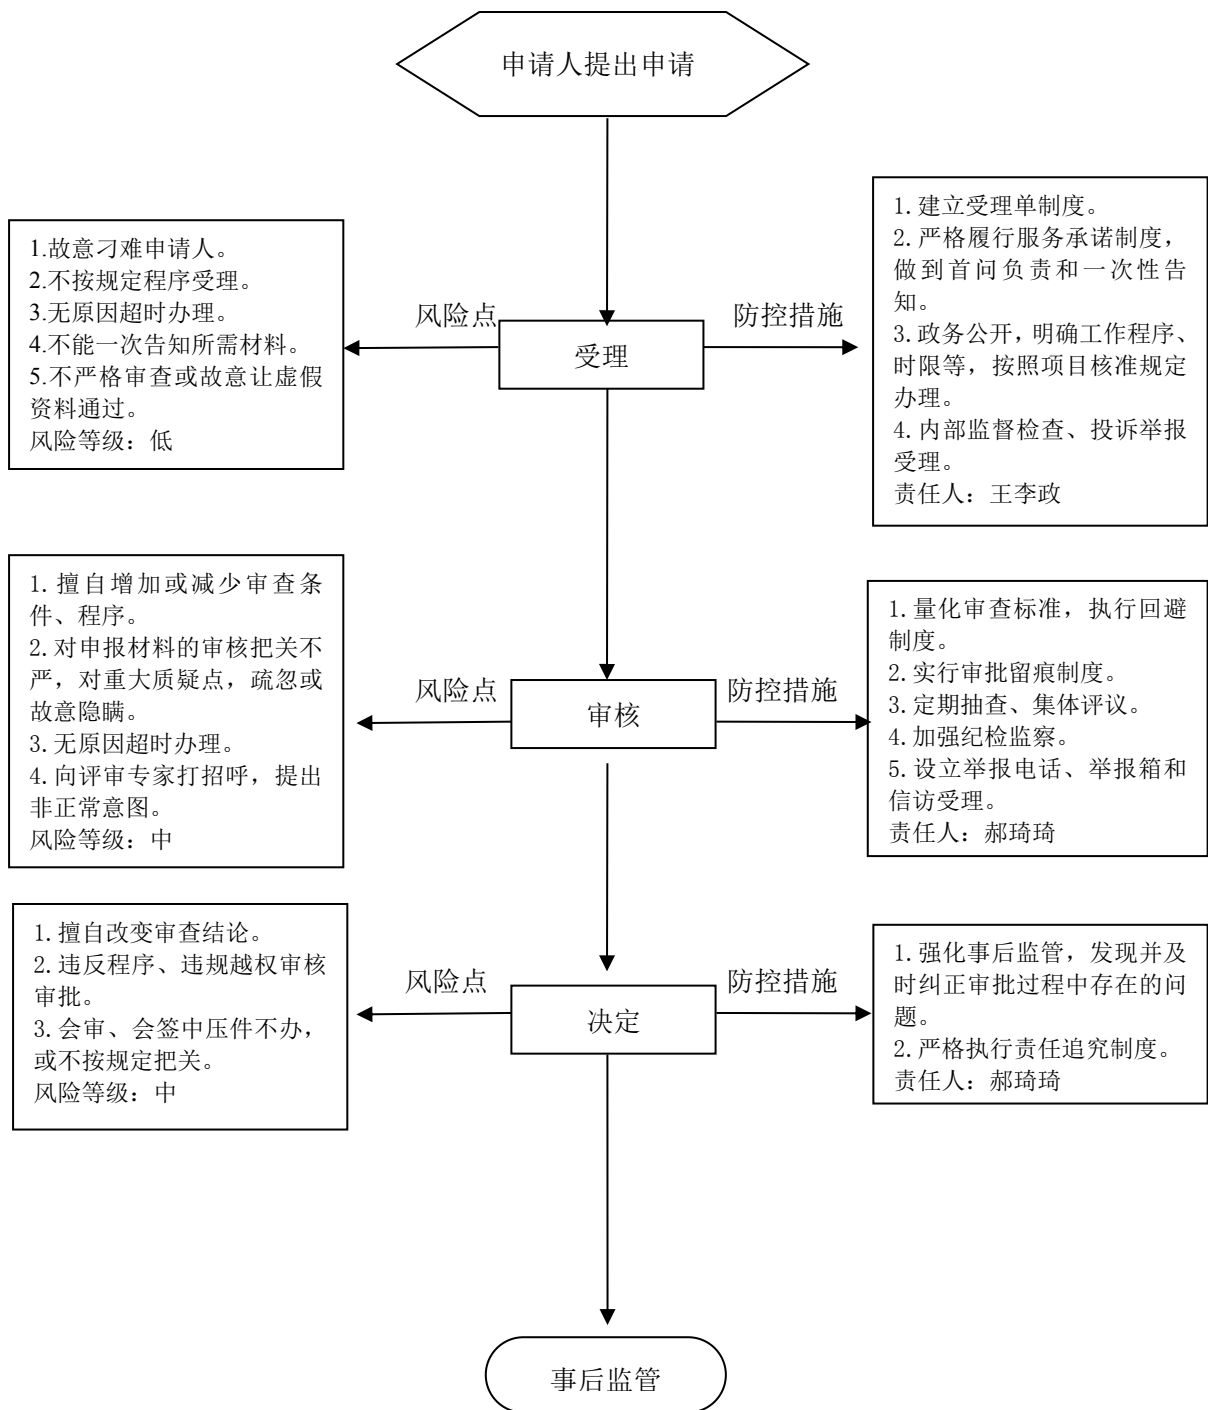 申请人提出申请
1.故意刁难申请人。
2.不按规定程序受理。
3.无原因超时办理。
4.不能一次告知所需材料。
5.不严格审查或故意让虚假
资料通过。
风险等级：低
风险点
受理
防控措施
1.建立受理单制度。
2.严格履行服务承诺制度，
做到首问负责和一次性告
知。
3.政务公开，明确工作程序、
时限等，按照项目核准规定
办理。
4.内部监督检查、投诉举报
受理。
责任人：王李政
1.擅自增加或减少审查条
件、程序。
2.对申报材料的审核把关不
严，对重大质疑点，疏忽或
故意隐瞒。
3.无原因超时办理。
4.向评审专家打招呼，提出
非正常意图。
风险等级：中
风险点
审核
防控措施
1.量化审查标准，执行回避
制度。
2.实行审批留痕制度。
3.定期抽查、集体评议。
4.加强纪检监察。
5.设立举报电话、举报箱和
信访受理。
责任人：郝琦琦
1.擅自改变审查结论。
2.违反程序、违规越权审核
审批。
3.会审、会签中压件不办，
或不按规定把关。
风险等级：中
风险点
决定
防控措施
1.强化事后监管，发现并及
时纠正审批过程中存在的问
题。
2.严格执行责任追究制度。
责任人：郝琦琦
事后监管